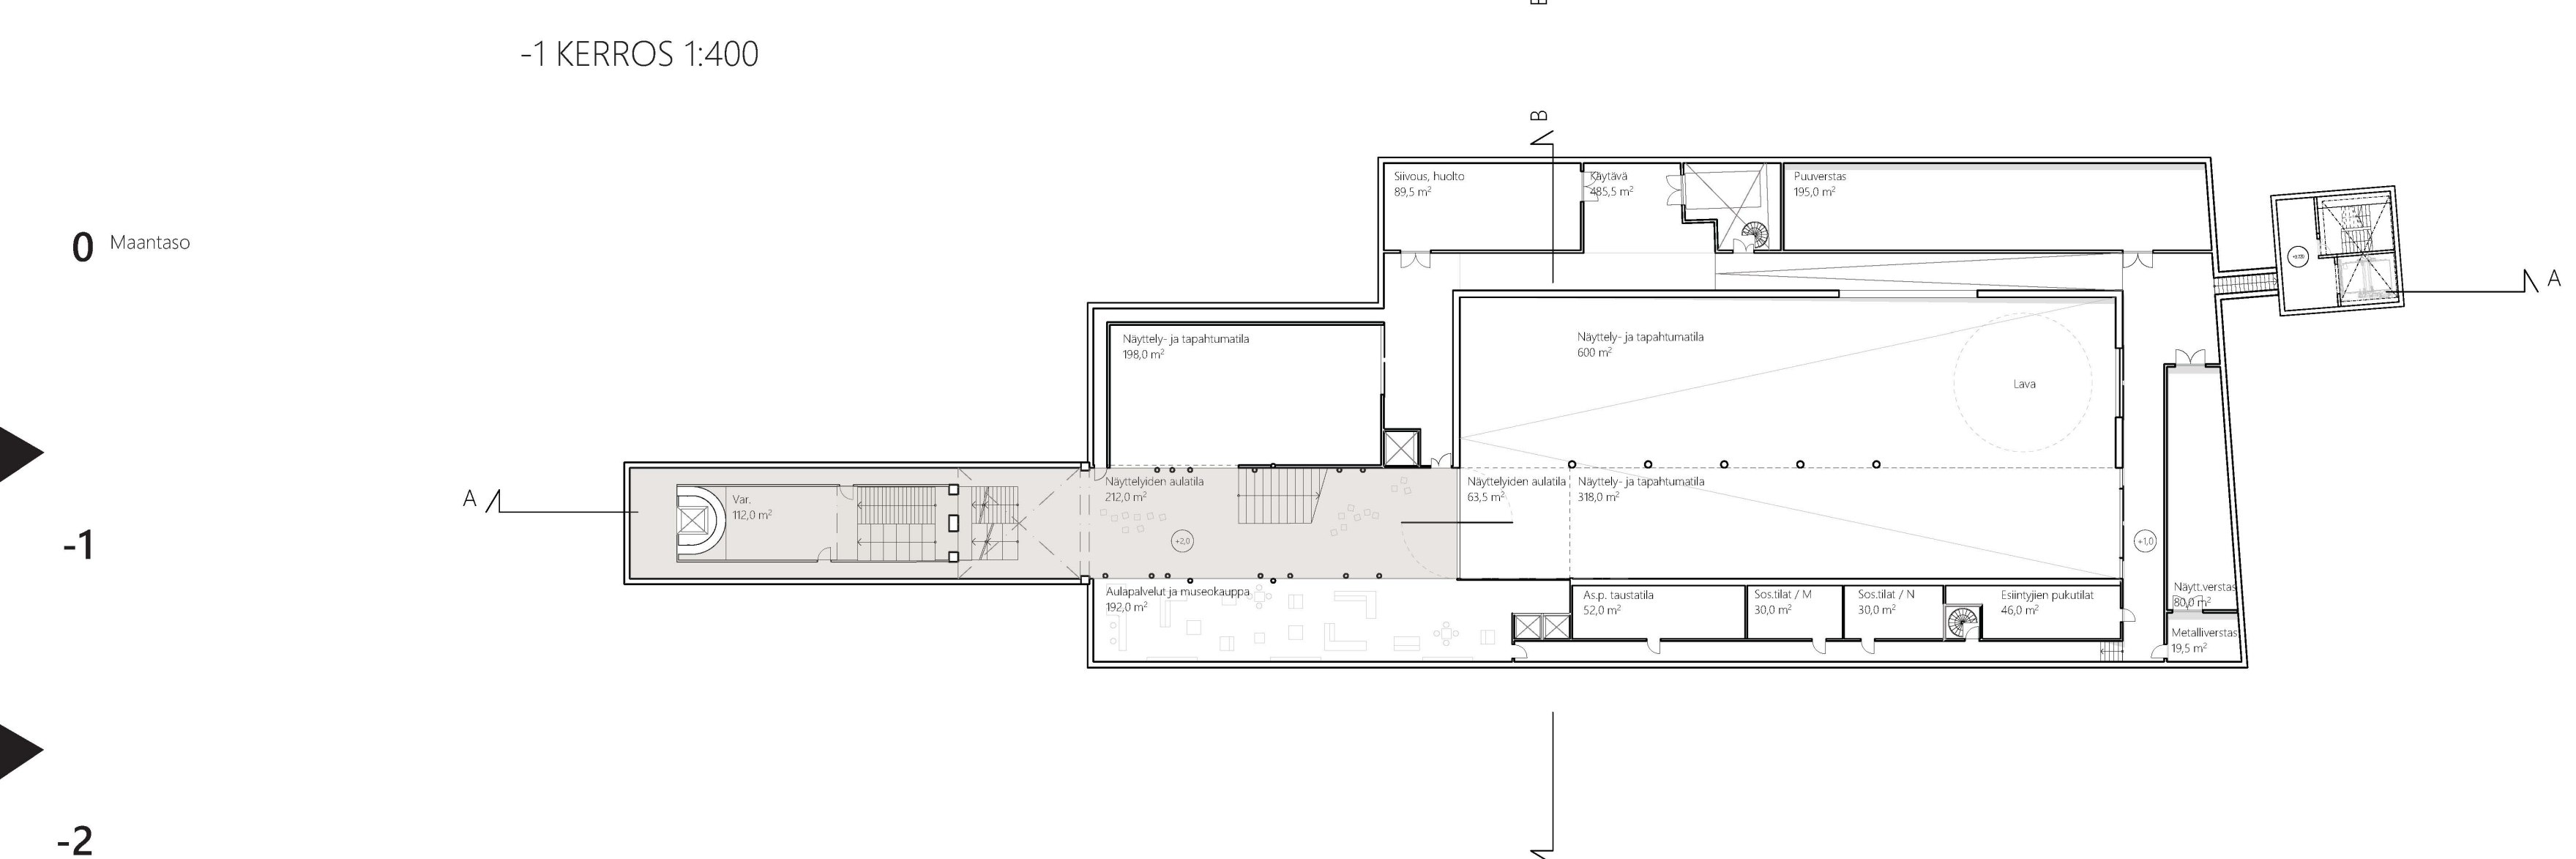 -1 KERROS 1:400
B
Siivous, huolto
89,5 m²
Käytävä
485,5 m²
Puuverstas
195,0 m²
0 Maantaso
A
Näyttely- ja tapahtumatila
198,0 m²
Näyttely- ja tapahtumatila
600 m²
Lava
A
Var.
112,0 m²
Näyttelyiden aulatila
212,0 m²
Näyttelyiden aulatila
63,5 m²
Näyttely- ja tapahtumatila
318,0 m²
+2,0
+1,0
-1
Aulapalvelut ja museokauppa
192,0 m²
As.p. taustatila
52,0 m²
Sos.tilat / M
30,0 m²
Sos.tilat / N
30,0 m²
Esiintyjien pukutilat
46,0 m²
Näytt.verstas
80,0 m²
Metalliverstas
19,5 m²
-2